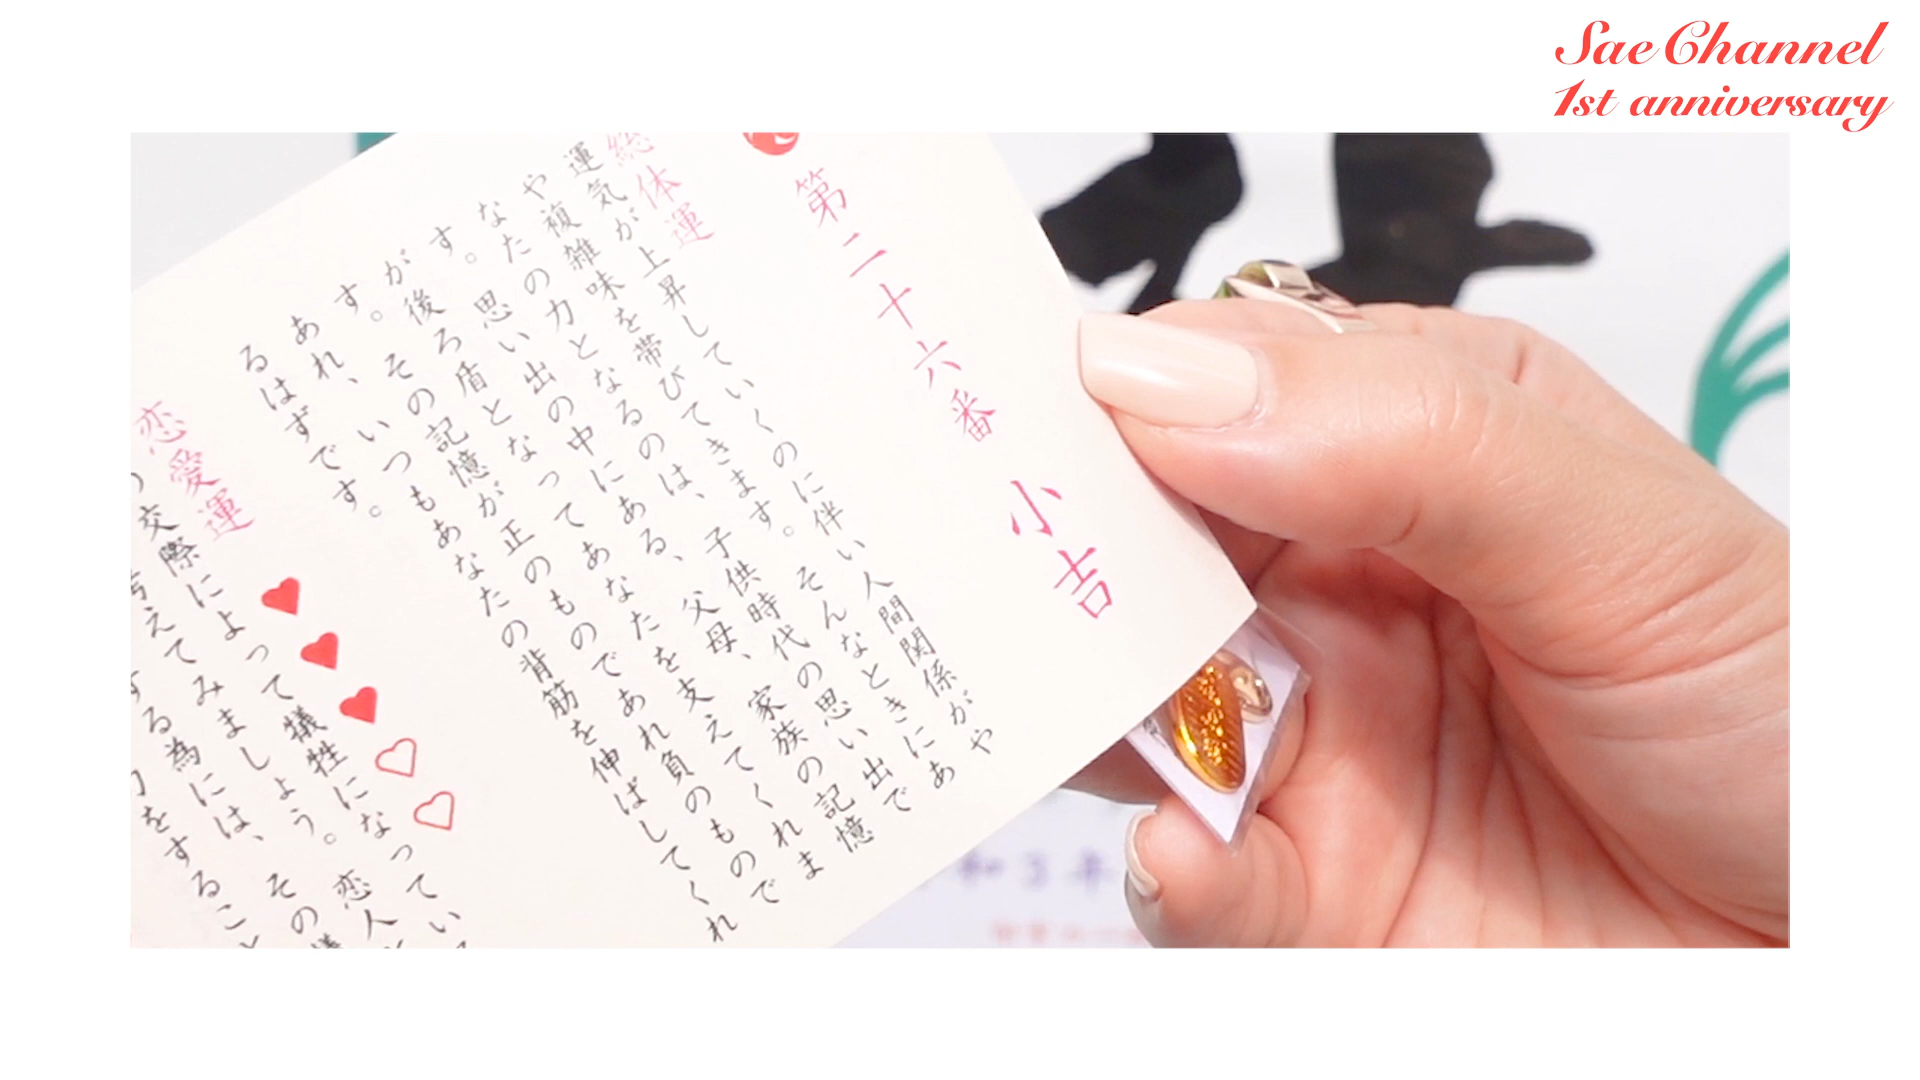 Sae Channel
1st anniversary
第二十六番 小吉
総体運
運気が上昇していくのに伴い人間関係がや
や複雑味を帯びてきます。そんなときにあ
なたの力となるのは、子供時代の思い出で
す。思い出の中にある、父母、家族の記憶
が後ろ盾となってあなたを支えてくれま
す。その記憶が正のものであれ負のもので
あれ、いつもあなたの背筋を伸ばしてくれ
るはずです。
恋愛運 ♥♥♥♡♡
交際によって犠牲になってい
考えてみましょう。恋人
する為には、その
をすること
和3年